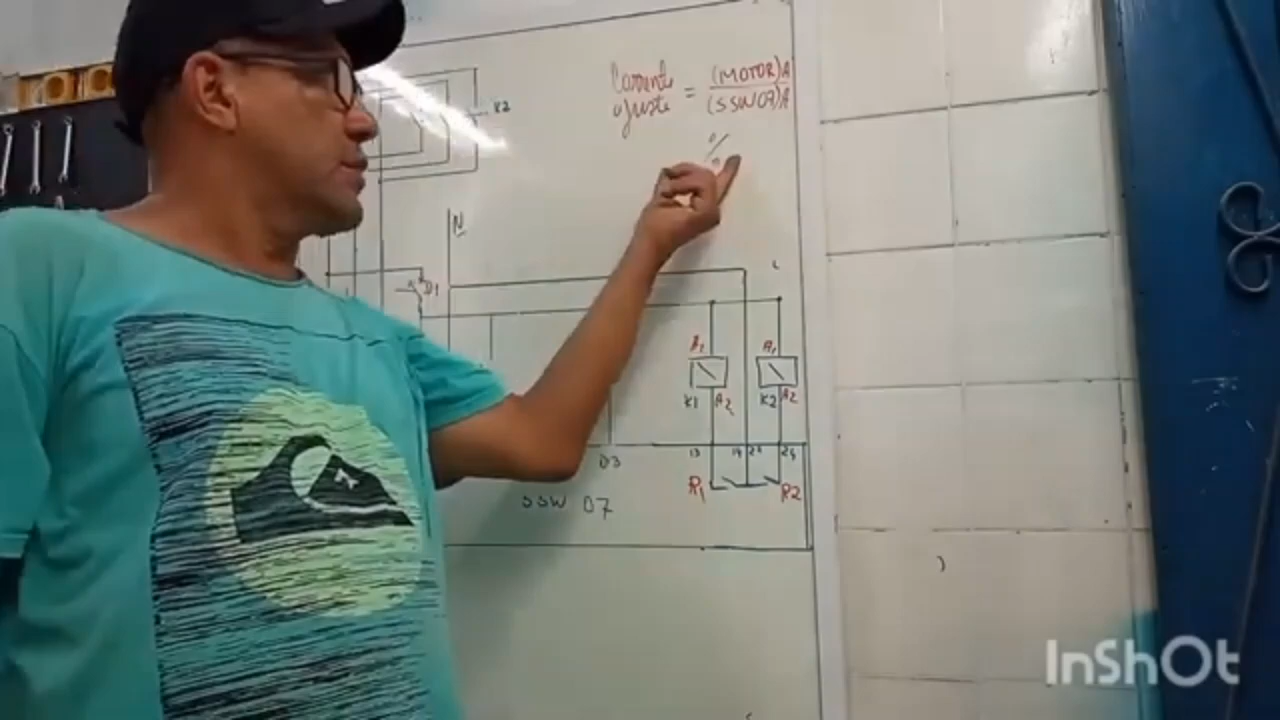 Corrente = (MOTOR)A
ajuste (SSW07)A
%
K2
N
D1
A1 A1
K1 A2 K2 A2
13 14 23 24
D3
R1 R2
SSW 07
InShOt